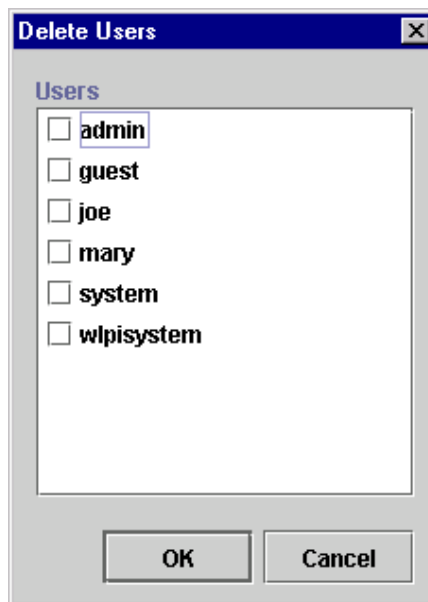 Delete Users
Users
admin
guest
joe
mary
system
wlpisystem
OK
Cancel